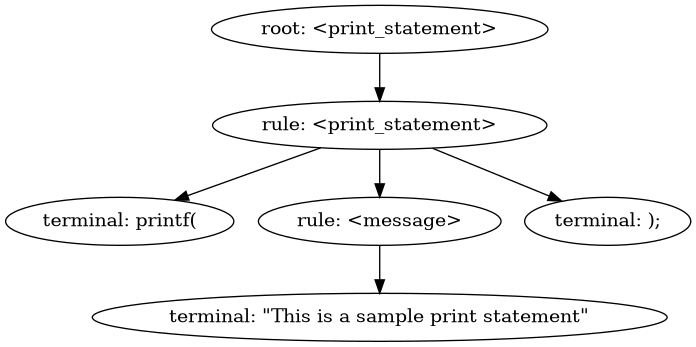 root: <print_statement>
rule: <print_statement>
terminal: printf(
rule: <message>
terminal: );
terminal: "This is a sample print statement"